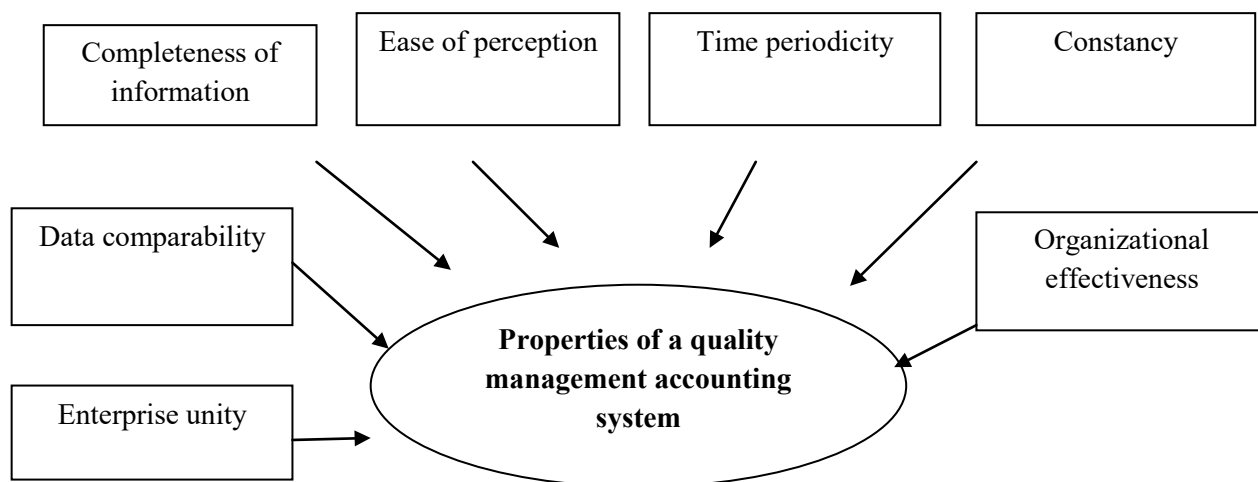 Completeness of
information
Ease of perception
Time periodicity
Constancy
Data comparability
Organizational
effectiveness
Properties of a quality
management accounting
system
Enterprise unity